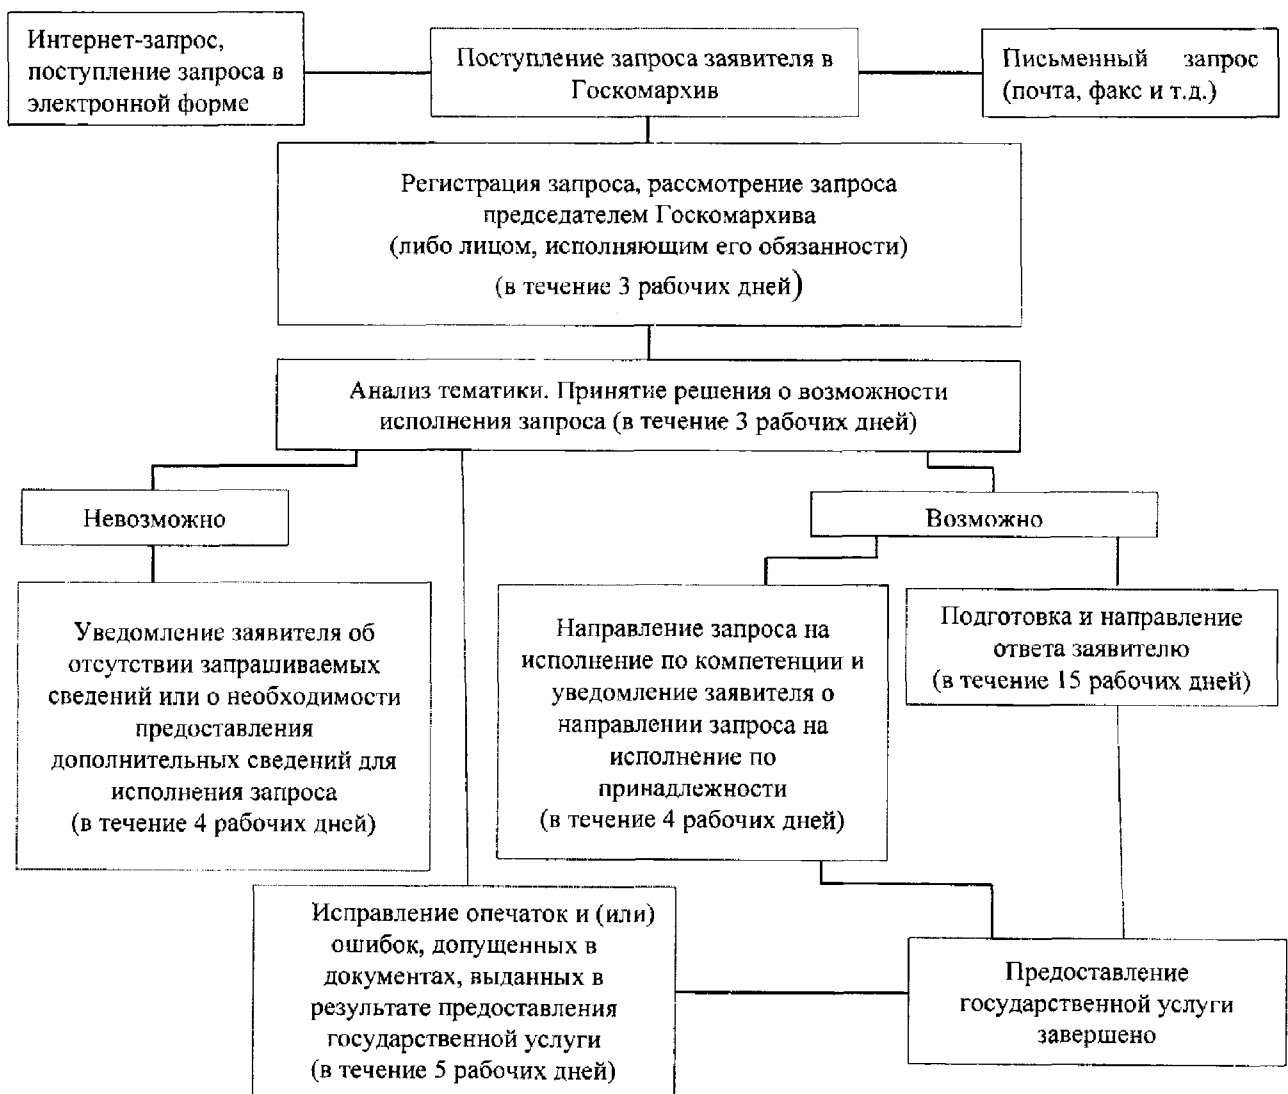 Интернет-запрос,
поступление запроса в
электронной форме
Поступление запроса заявителя в
Госкомархив
Письменный запрос
(почта, факс и т.д.)
Регистрация запроса, рассмотрение запроса
председателем Госкомархива
(либо лицом, исполняющим его обязанности)
(в течение 3 рабочих дней)
Анализ тематики. Принятие решения о возможности
исполнения запроса (в течение 3 рабочих дней)
Невозможно
Возможно
Уведомление заявителя об
отсутствии запрашиваемых
сведений или о необходимости
предоставления
дополнительных сведений для
исполнения запроса
(в течение 4 рабочих дней)
Направление запроса на
исполнение по компетенции и
уведомление заявителя о
направлении запроса на
исполнение по
принадлежности
(в течение 4 рабочих дней)
Подготовка и направление
ответа заявителю
(в течение 15 рабочих дней)
Исправление опечаток и (или)
ошибок, допущенных в
документах, выданных в
результате предоставления
государственной услуги
(в течение 5 рабочих дней)
Предоставление
государственной услуги
завершено